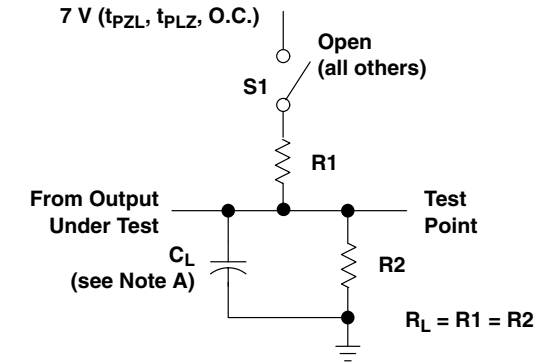 7 V (tPZL, tPLZ, O.C.)
Open
(all others)
S1
R1
From Output
Under Test
Test
Point
CL
(see Note A)
R2
RL = R1 = R2